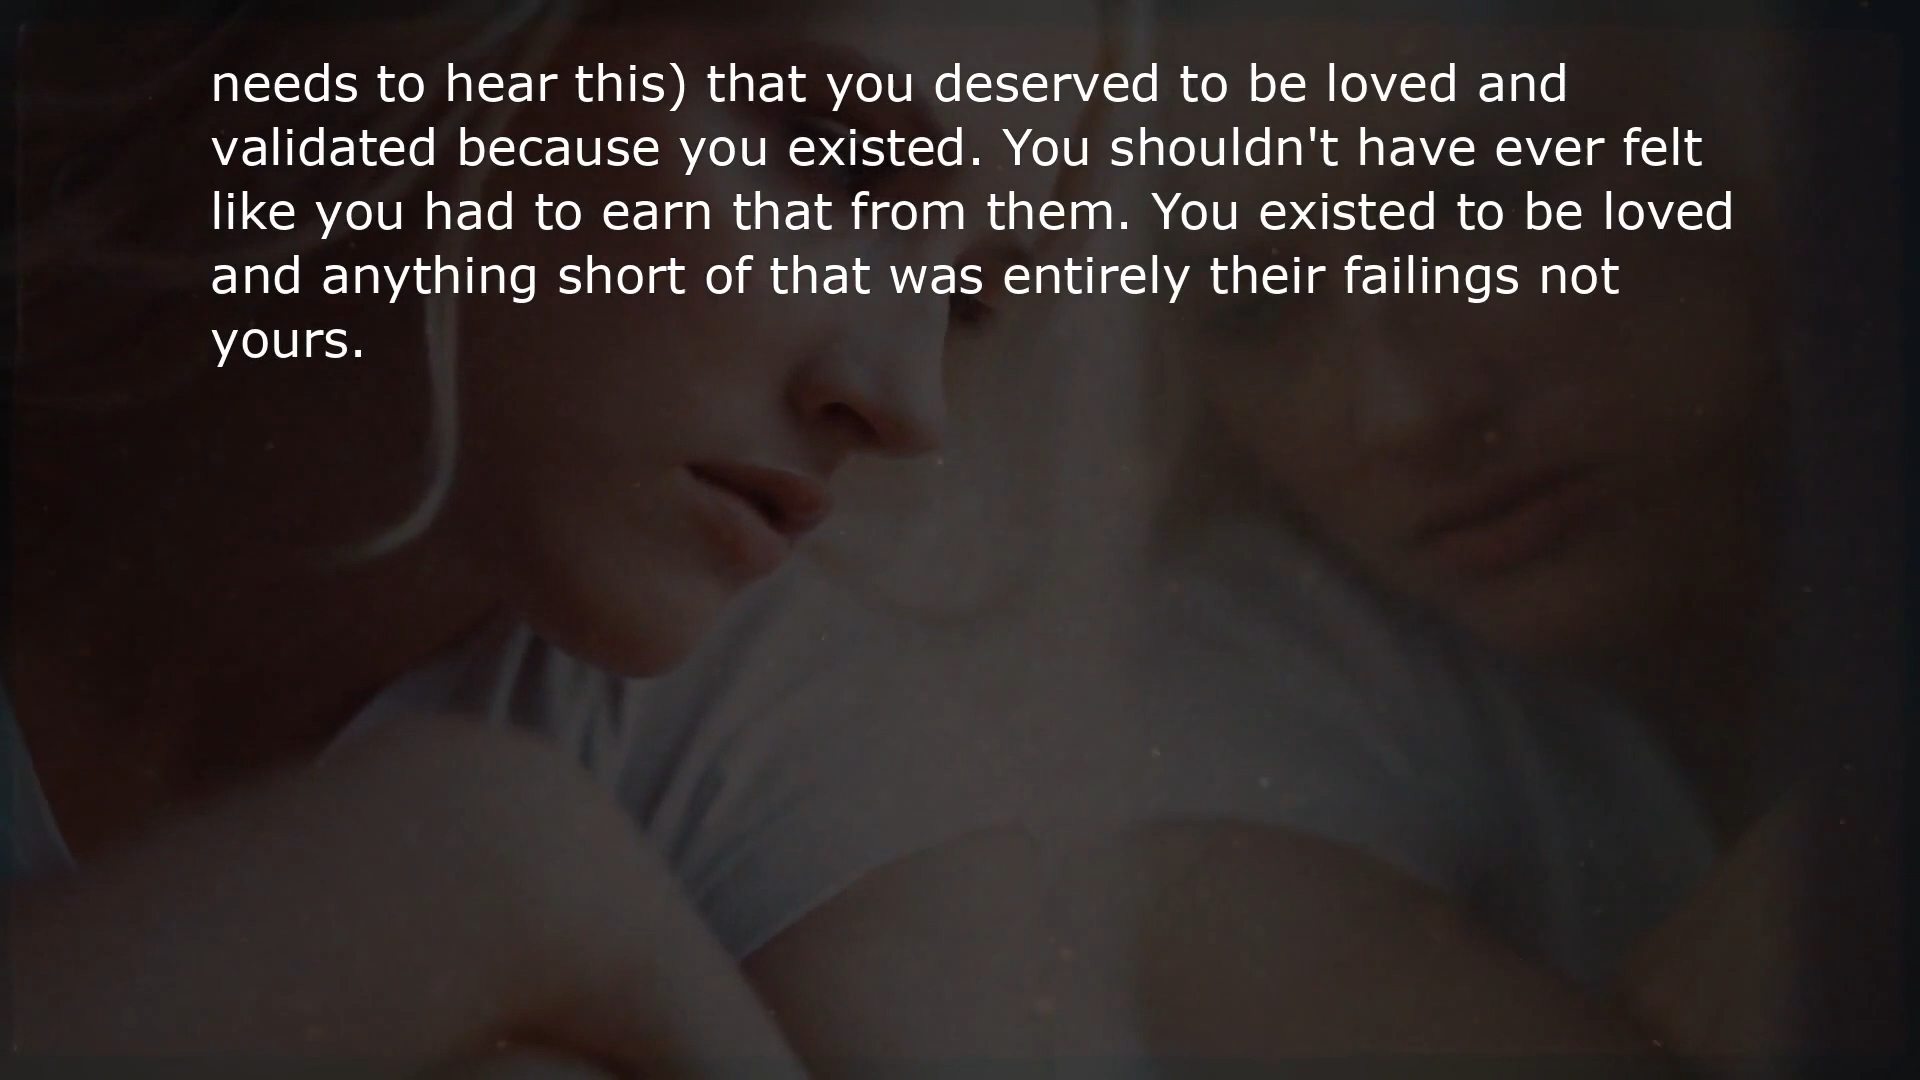 needs to hear this) that you deserved to be loved and
validated because you existed. You shouldn't have ever felt
like you had to earn that from them. You existed to be loved
and anything short of that was entirely their failings not
yours.